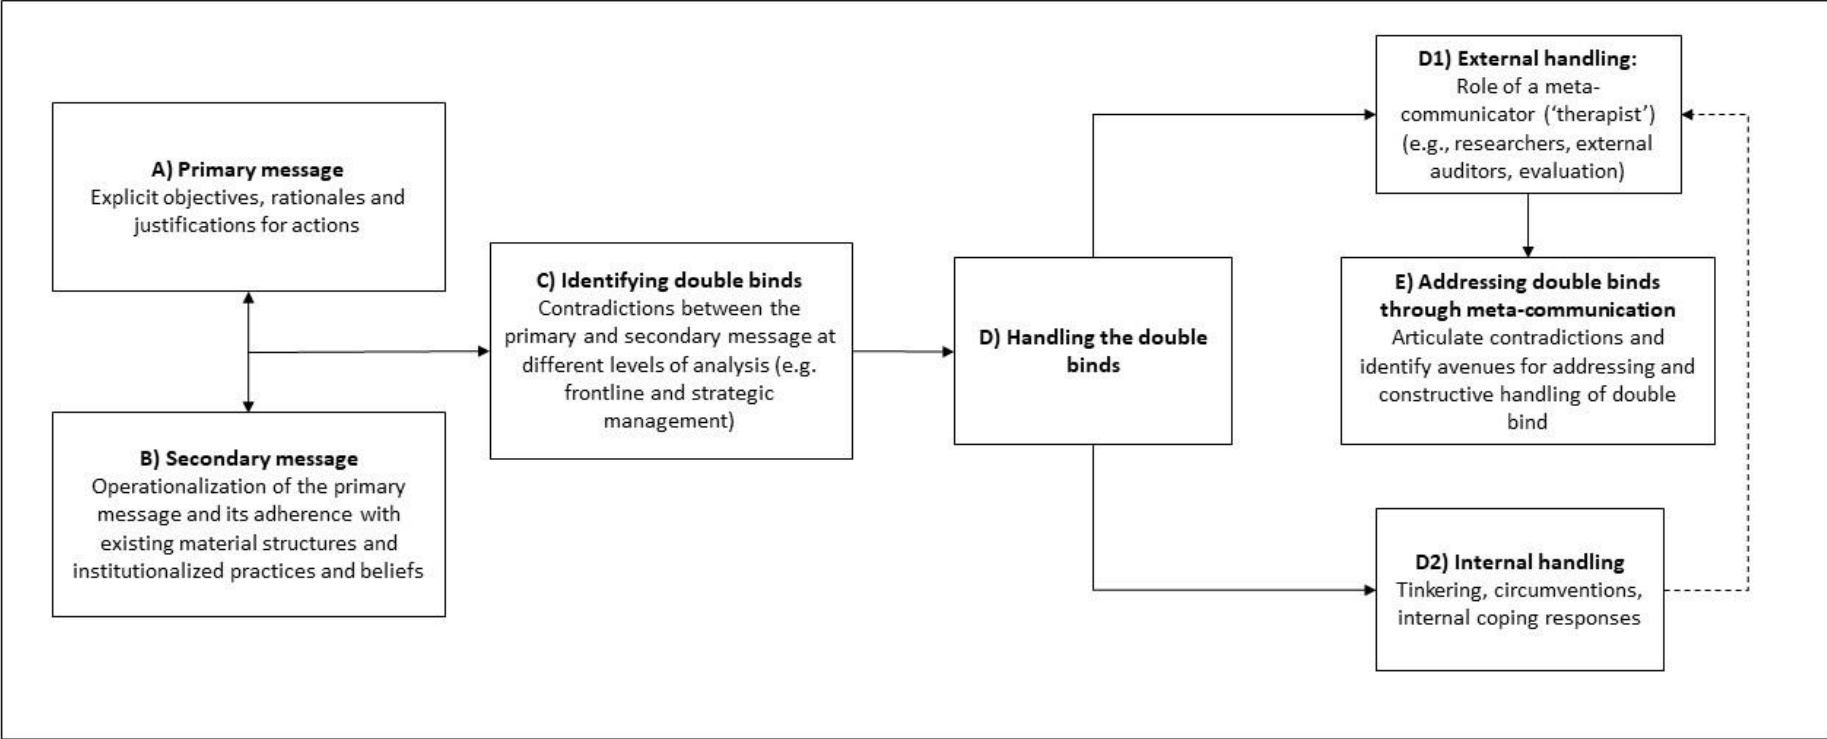 A) Primary message
Explicit objectives, rationales and
justifications for actions
B) Secondary message
Operationalization of the primary
message and its adherence with
existing material structures and
institutionalized practices and beliefs
C) Identifying double binds
Contradictions between the
primary and secondary message at
different levels of analysis (e.g.
frontline and strategic
management)
D) Handling the double
binds
D1) External handling:
Role of a meta-
communicator (‘therapist’)
(e.g., researchers, external
auditors, evaluation)
E) Addressing double binds
through meta-communication
Articulate contradictions and
identify avenues for addressing and
constructive handling of double
bind
D2) Internal handling
Tinkering, circumventions,
internal coping responses